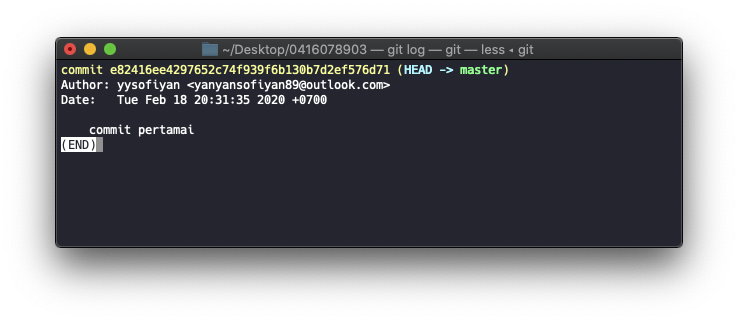 ~/Desktop/0416078903 — git log — git — less ◂ git
commit e82416ee4297652c74f939f6b130b7d2ef576d71 (HEAD -> master)
Author: yysofiyan <yanyansofiyan89@outlook.com>
Date:   Tue Feb 18 20:31:35 2020 +0700
commit pertamai
(END)